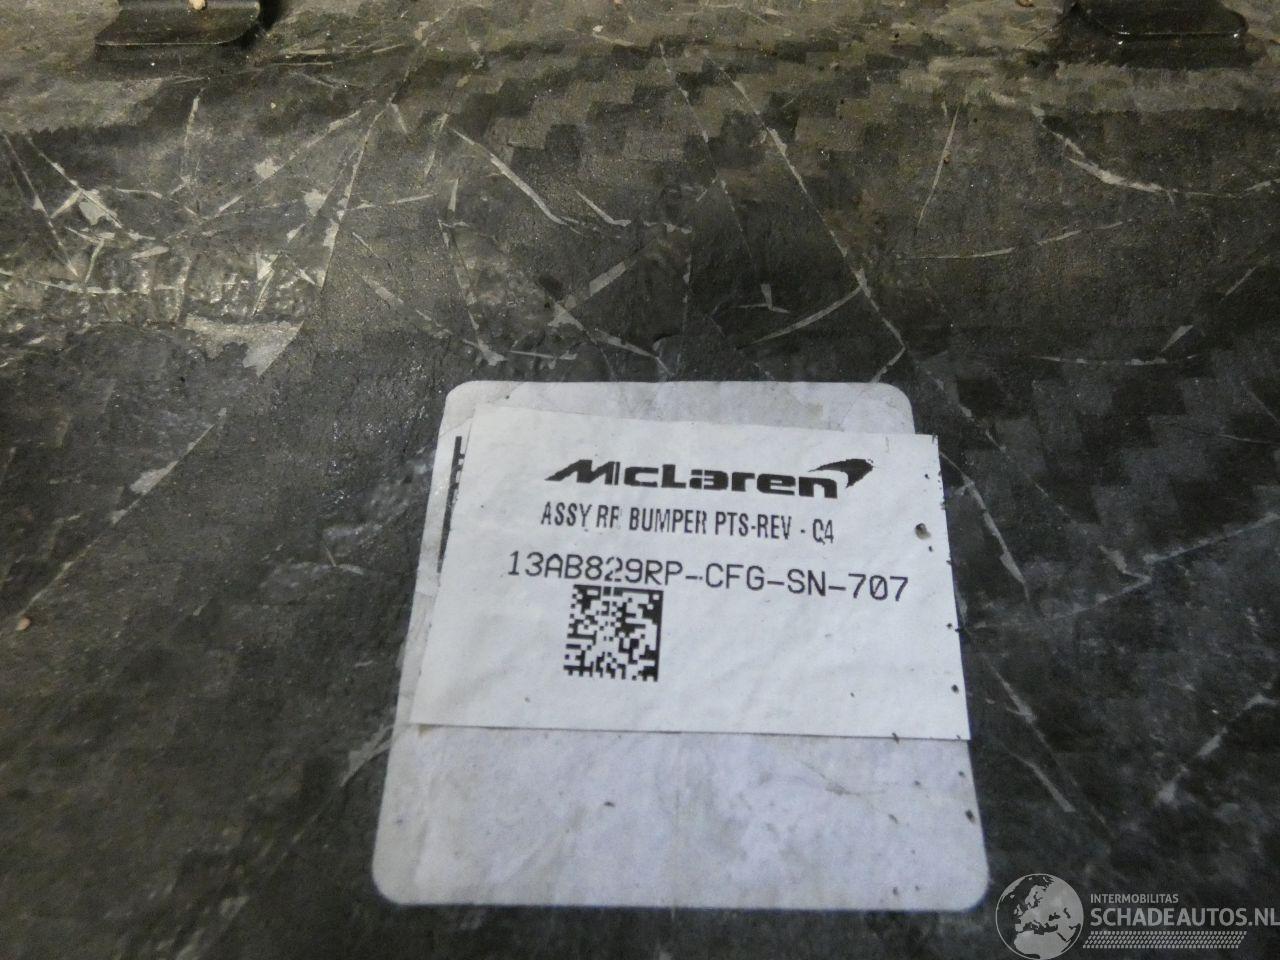 McLaren
ASSY RR BUMPER PTS-REV - C4
13AB829RP-CFG-SN-707
INTERMOBILITAS
SCHADEAUTOS.NL